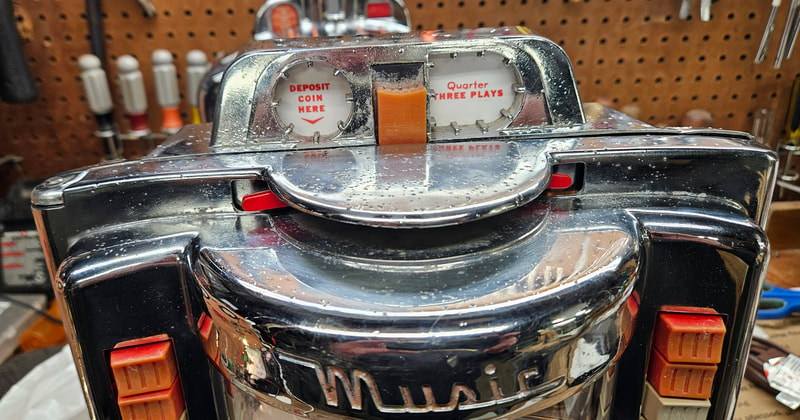 DEPOSIT
COIN
HERE
Quarter
THREE PLAYS
Music